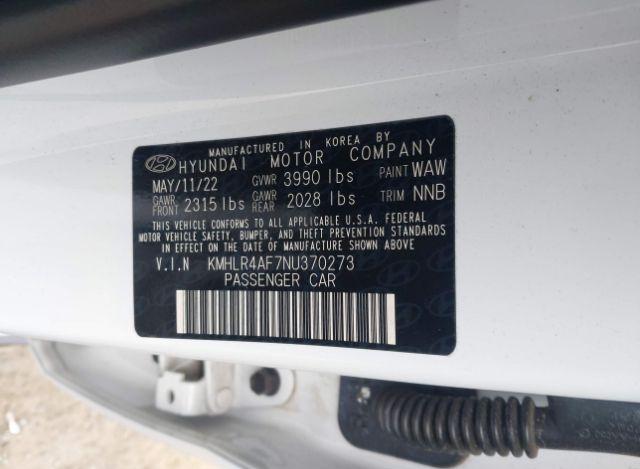 MANUFACTURED IN KOREA BY
HYUNDAI MOTOR COMPANY
MAY/11/22 GVWR 3990 lbs PAINT WAW
GAWR FRONT 2315 lbs GAWR REAR 2028 lbs TRIM NNB
THIS VEHICLE CONFORMS TO ALL APPLICABLE U.S.A. FEDERAL
MOTOR VEHICLE SAFETY, BUMPER, AND THEFT PREVENTION STANDARDS
IN EFFECT ON THE DATE OF MANUFACTURE SHOWN ABOVE.
V.I.N KMHLR4AF7NU370273
PASSENGER CAR